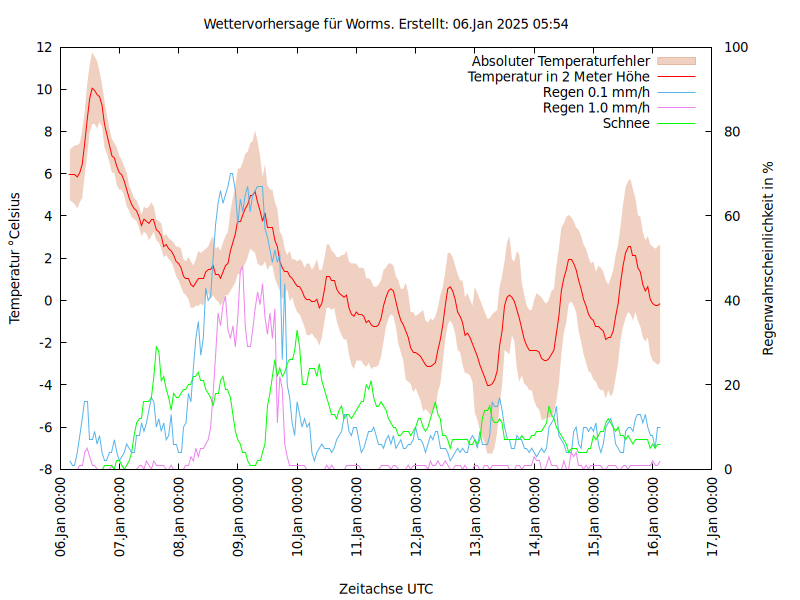 Wettervorhersage für Worms. Erstellt: 06.Jan 2025 05:54
Absoluter Temperaturfehler
Temperatur in 2 Meter Höhe
Regen 0.1 mm/h
Regen 1.0 mm/h
Schnee
Temperatur °Celsius
12
10
8
6
4
2
0
-2
-4
-6
-8
100
80
60
40
20
0
Regenwahrscheinlichkeit in %
06.Jan 00:00
07.Jan 00:00
08.Jan 00:00
09.Jan 00:00
10.Jan 00:00
11.Jan 00:00
12.Jan 00:00
13.Jan 00:00
14.Jan 00:00
15.Jan 00:00
16.Jan 00:00
17.Jan 00:00
Zeitachse UTC